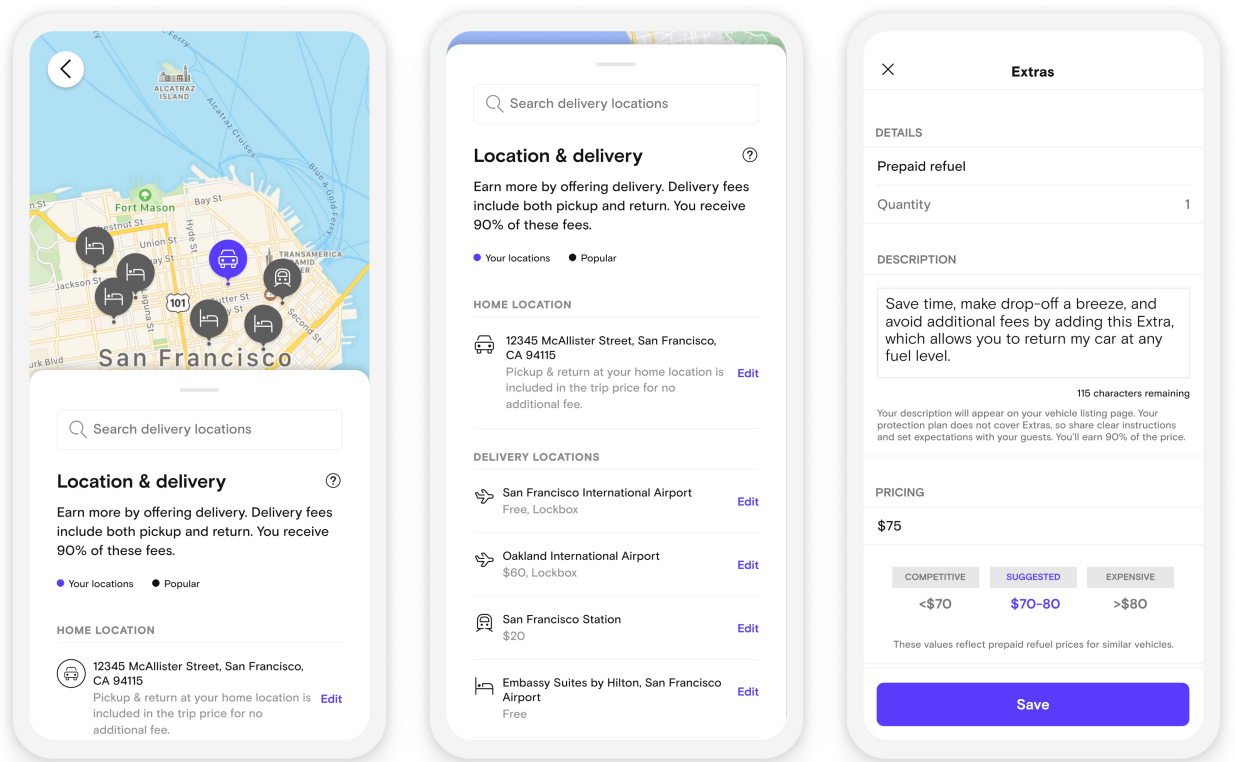 Ferry
ALCATRAZ
ISLAND
Alcatraz Cruises
Blue & Gold Ferry
Fort Mason
Bay St
Chestnut St
Hyde St
Union St
TRANSAMERICA
Jackson St
Laguna St
101
Sutter St
Second St
San Francisco
Turk Blvd
Search delivery locations
Location & delivery
?
Earn more by offering delivery. Delivery fees
include both pickup and return. You receive
90% of these fees.
Your locations
Popular
HOME LOCATION
12345 McAllister Street, San Francisco,
CA 94115
Pickup & return at your home location is
included in the trip price for no
additional fee.
Edit
Search delivery locations
Location & delivery
?
Earn more by offering delivery. Delivery fees
include both pickup and return. You receive
90% of these fees.
Your locations
Popular
HOME LOCATION
12345 McAllister Street, San Francisco,
CA 94115
Pickup & return at your home location is
included in the trip price for no
additional fee.
Edit
DELIVERY LOCATIONS
San Francisco International Airport
Free, Lockbox
Edit
Oakland International Airport
$60, Lockbox
Edit
San Francisco Station
$20
Edit
Embassy Suites by Hilton, San Francisco
Airport
Free
Edit
Extras
DETAILS
Prepaid refuel
Quantity 1
DESCRIPTION
Save time, make drop-off a breeze, and
avoid additional fees by adding this Extra,
which allows you to return my car at any
fuel level.
115 characters remaining
Your description will appear on your vehicle listing page. Your
protection plan does not cover Extras, so share clear instructions
and set expectations with your guests. You'll earn 90% of the price.
PRICING
$75
COMPETITIVE SUGGESTED EXPENSIVE
<$70 $70-80 >$80
These values reflect prepaid refuel prices for similar vehicles.
Save